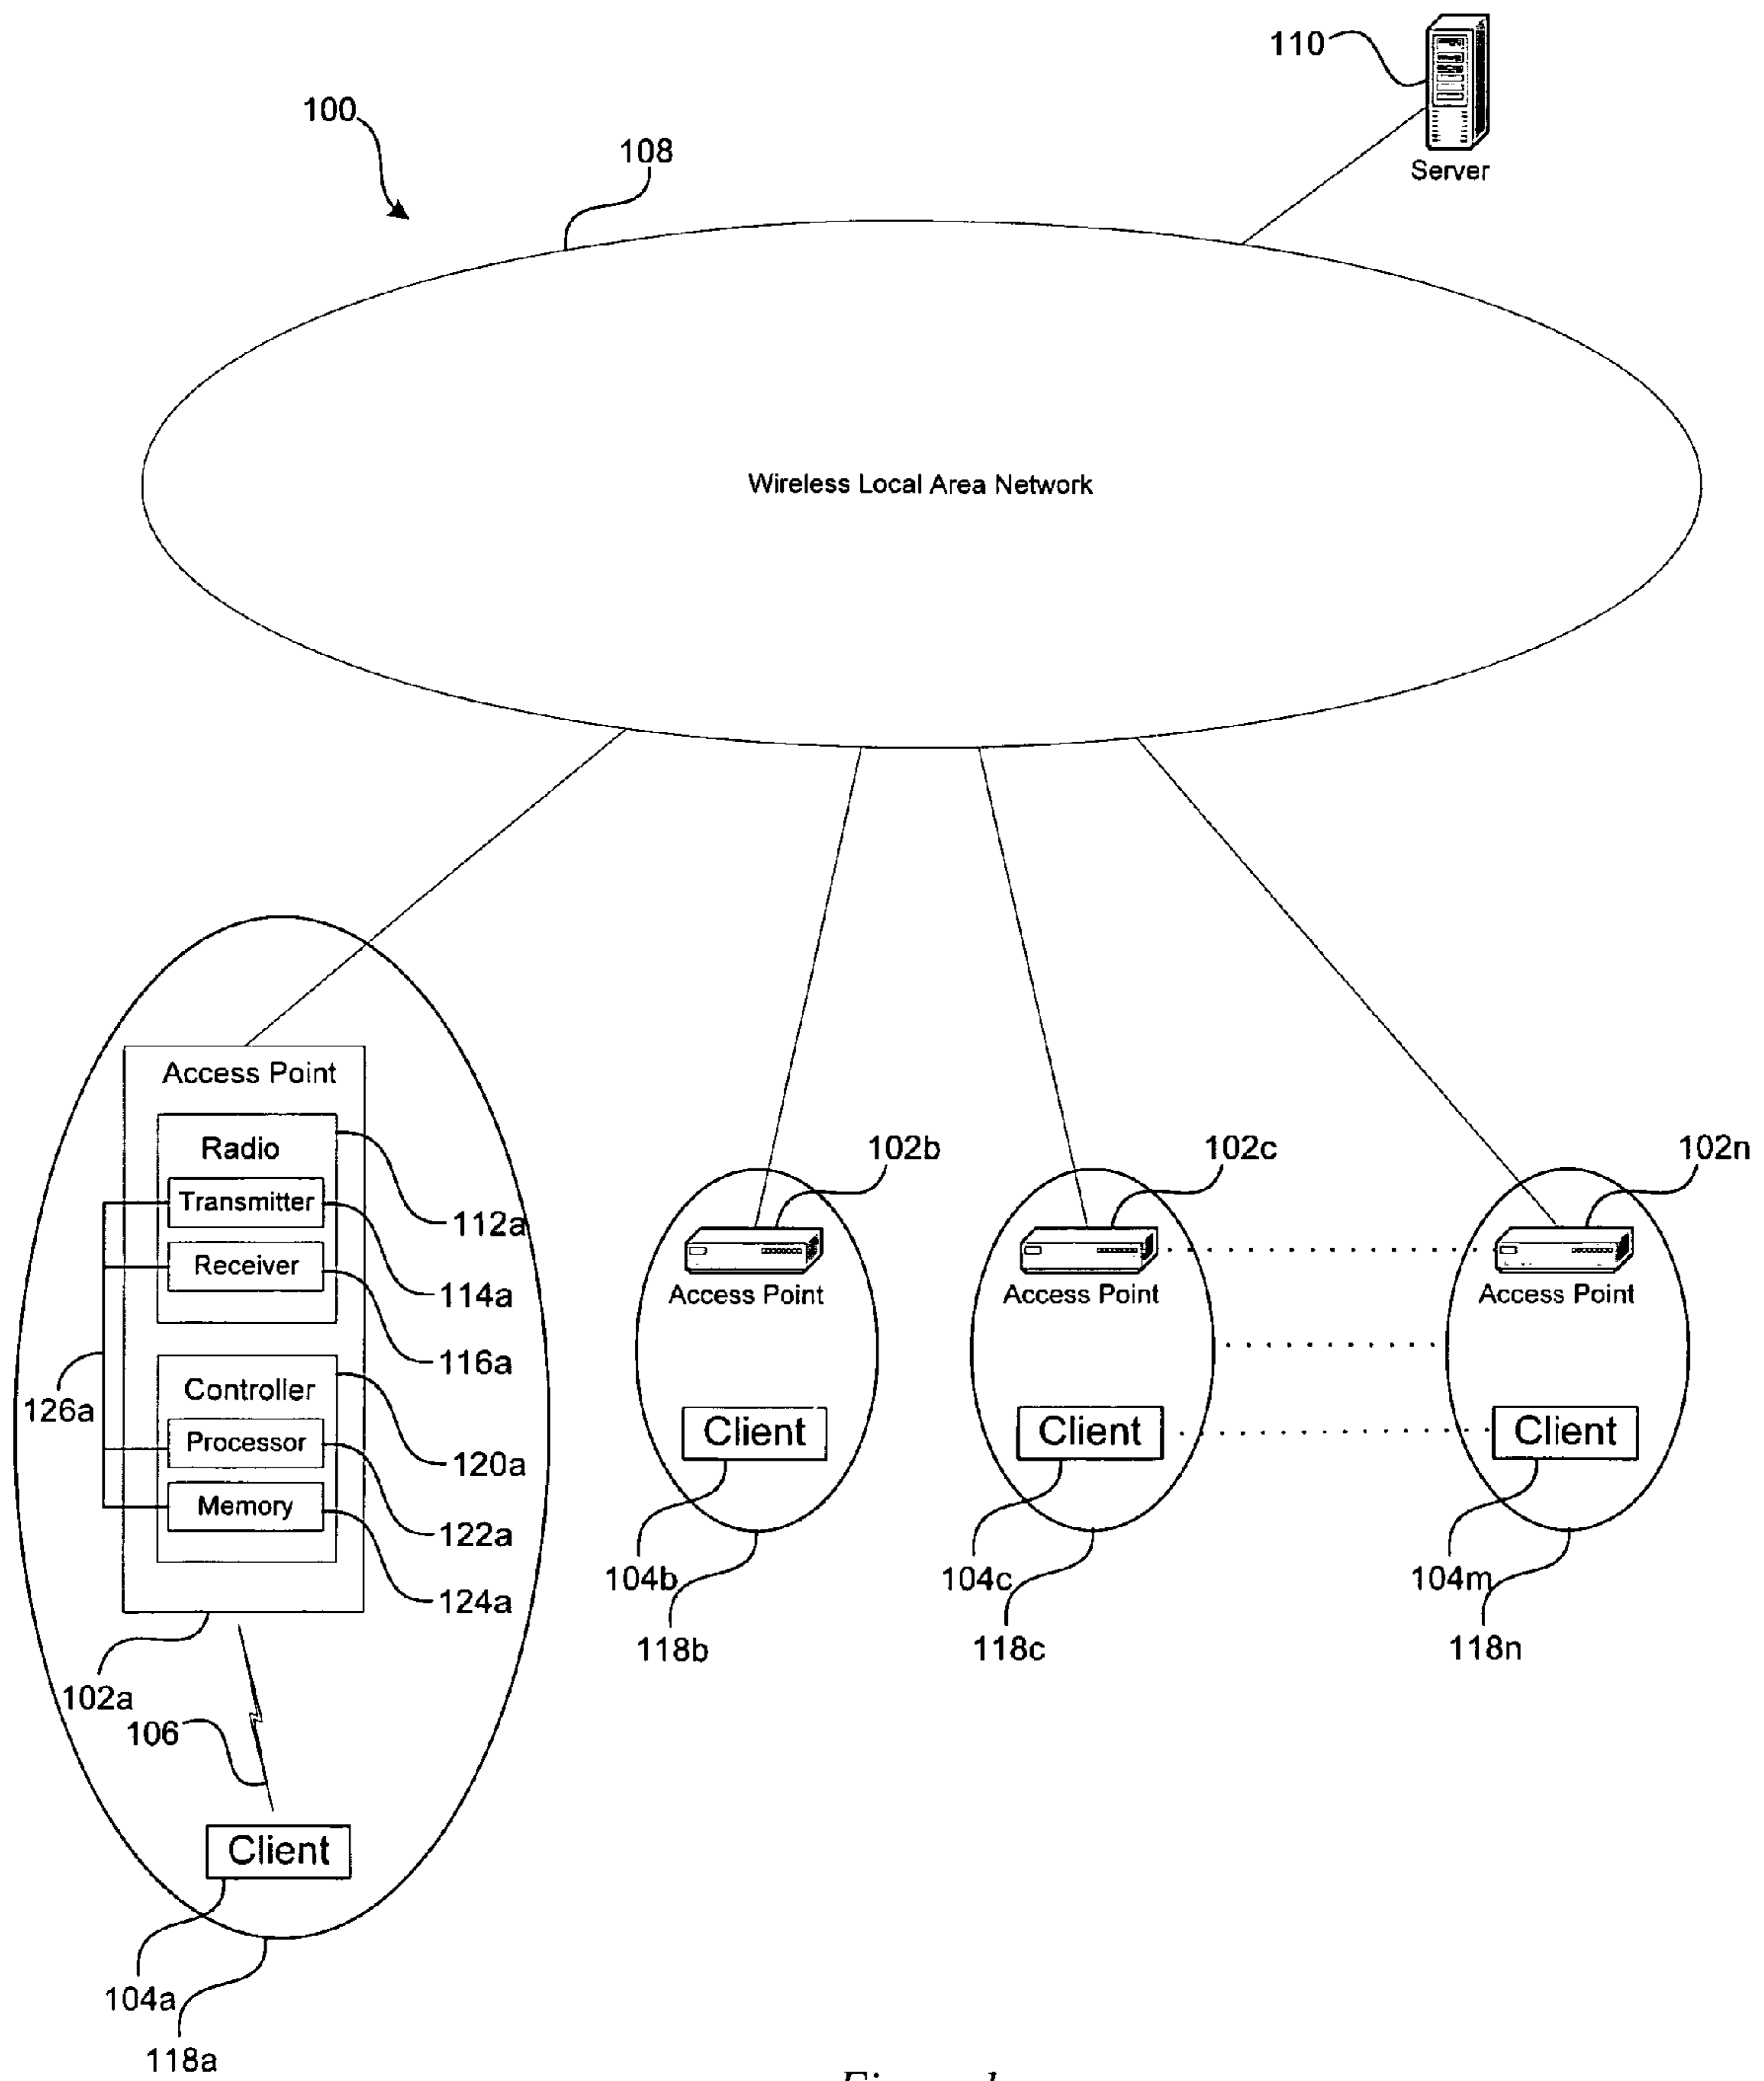 110
Server
100
108
Wireless Local Area Network
Access Point
Radio
Transmitter
Receiver
112a
114a
116a
126a
Controller
Processor
Memory
120a
122a
124a
102a
106
Client
104a
118a
102b
Access Point
Client
104b
118b
102c
Access Point
Client
104c
118c
102n
Access Point
Client
104m
118n